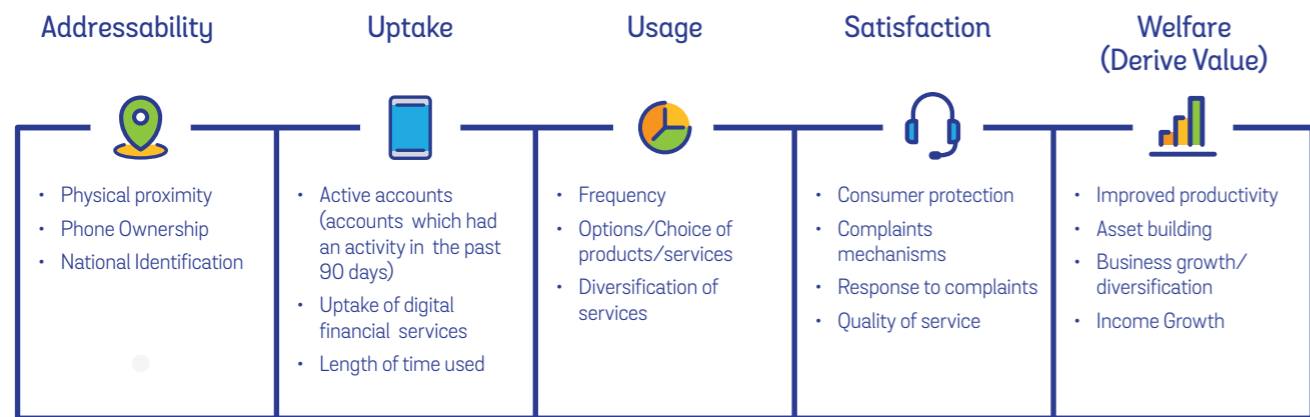 Addressability
• Physical proximity
• Phone Ownership
• National Identification
Uptake
• Active accounts
(accounts which had
an activity in the past
90 days)
• Uptake of digital
financial services
• Length of time used
Usage
• Frequency
• Options/Choice of
products/services
• Diversification of
services
Satisfaction
• Consumer protection
• Complaints
mechanisms
• Response to complaints
• Quality of service
Welfare
(Derive Value)
• Improved productivity
• Asset building
• Business growth/
diversification
• Income Growth